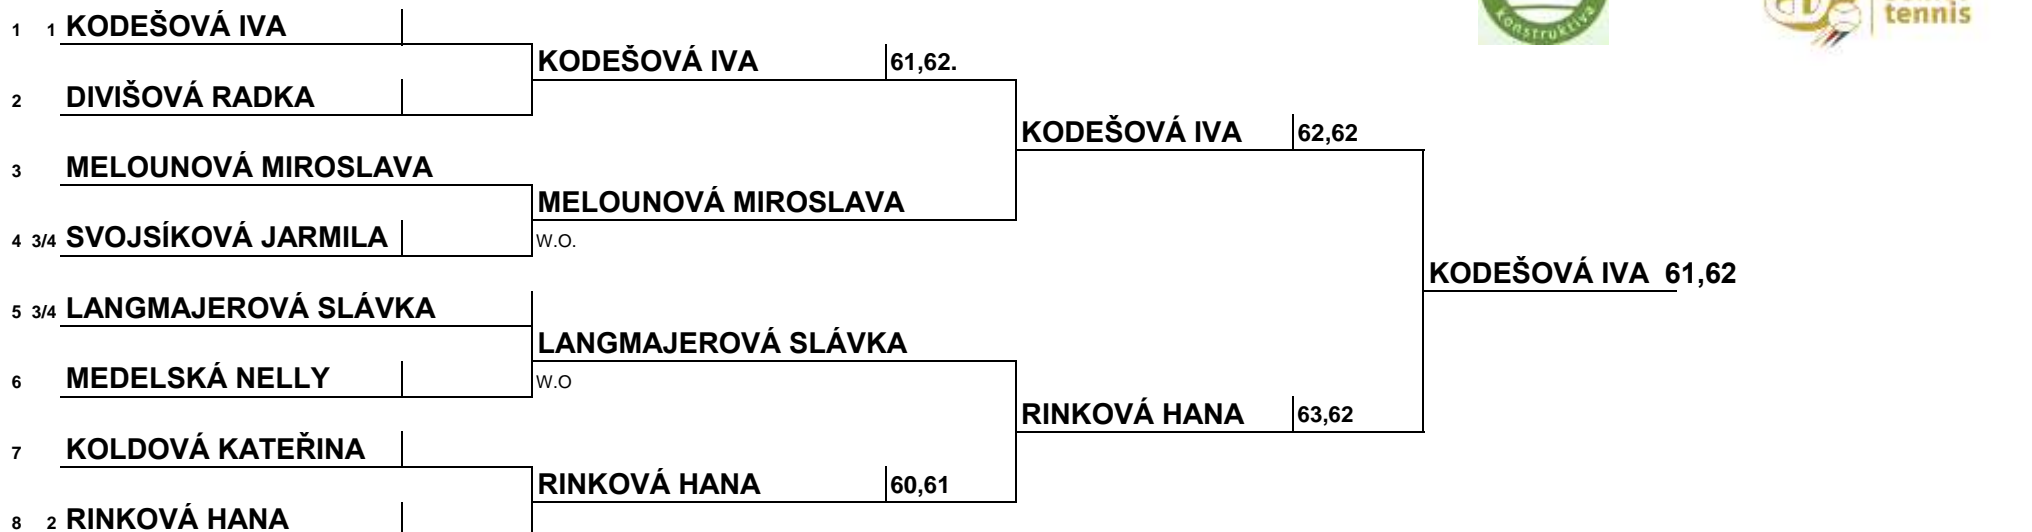 1 1 KODEŠOVÁ IVA
KODEŠOVÁ IVA 61,62.
2 DIVIŠOVÁ RADKA
KODEŠOVÁ IVA 62,62
3 MELOUNOVÁ MIROSLAVA
MELOUNOVÁ MIROSLAVA
4 3/4 SVOJSÍKOVÁ JARMILA
W.O.
KODEŠOVÁ IVA 61,62
5 3/4 LANGMAJEROVÁ SLÁVKA
LANGMAJEROVÁ SLÁVKA
6 MEDELSKÁ NELLY
W.O
RINKOVÁ HANA 63,62
7 KOLDOVÁ KATEŘINA
RINKOVÁ HANA 60,61
8 2 RINKOVÁ HANA
konstruktiva
tennis